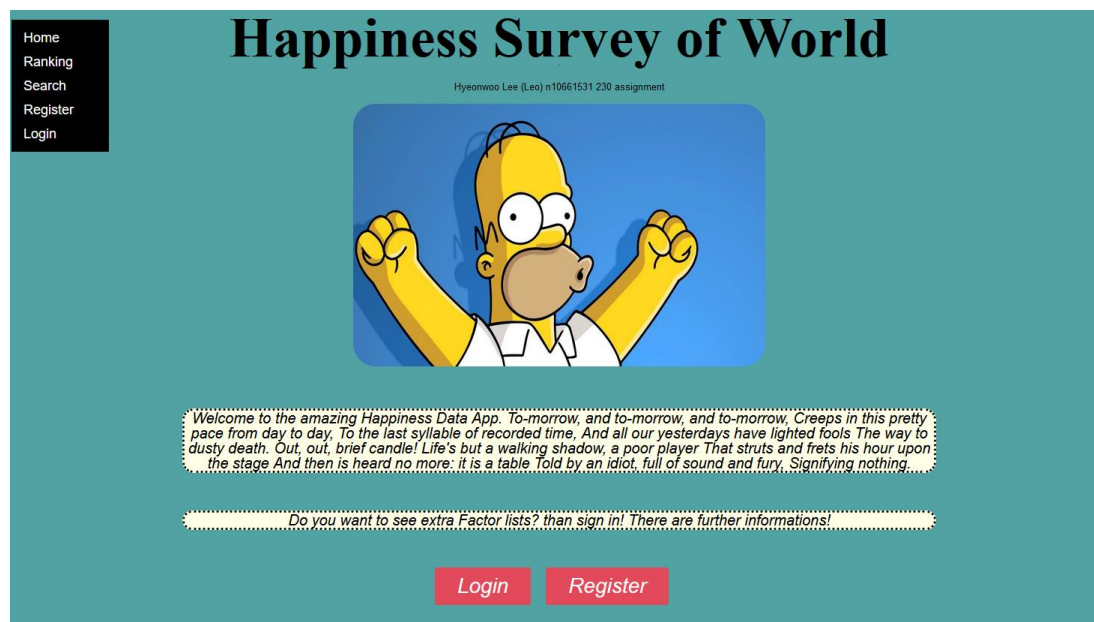 Home
Ranking
Search
Register
Login
Happiness Survey of World
Hyeonwoo Lee (Leo) n10661531 230 assignment
Welcome to the amazing Happiness Data App. To-morrow, and to-morrow, and to-morrow, Creeps in this pretty
pace from day to day, To the last syllable of recorded time, And all our yesterdays have lighted fools The way to
dusty death. Out, out, brief candle! Life's but a walking shadow, a poor player That struts and frets his hour upon
the stage And then is heard no more: it is a table Told by an idiot, full of sound and fury, Signifying nothing.
Do you want to see extra Factor lists? than sign in! There are further informations!
Login Register